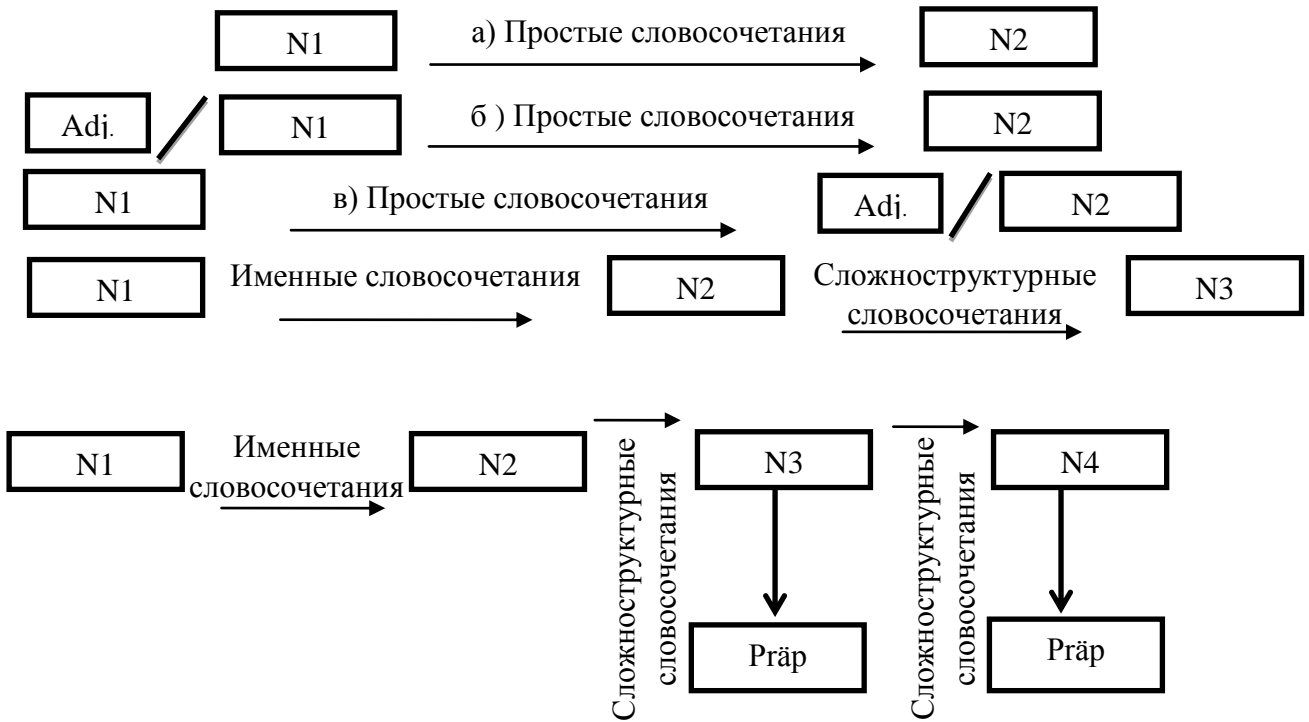 N1 а) Простые словосочетания N2
Adj. N1 б ) Простые словосочетания N2
N1 в) Простые словосочетания Adj. N2
N1 Именные словосочетания N2 Сложноструктурные N3
словосочетания
N1 Именные N2 N3 N4
словосочетания
Сложноструктурные
словосочетания
Сложноструктурные
словосочетания
Präp Präp